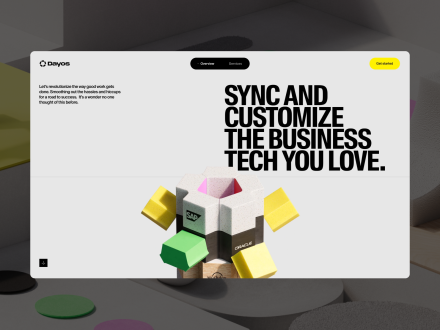 Dayos
Overview
Get started
Let's revolutionize the way good work gets
done. Smoothing out the hassles and hiccups
for a road to success. It's a wonder no one
thought of this before.
SYNC AND
CUSTOMIZE
THE BUSINESS
TECH YOU LOVE.
SAP
ORACLE